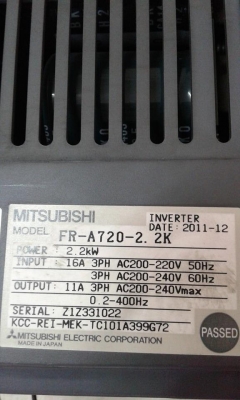 MITSUBISHI INVERTER
MODEL FR-A720-2.2K DATE: 2011-12
POWER : 2.2kW
INPUT : 16A 3PH AC200-220V 50Hz
3PH AC200-240V 60Hz
OUTPUT: 11A 3PH AC200-240Vmax
0.2-400Hz
SERIAL: Z1Z331022
KCC-REI-MEK-TC101A399G72
MITSUBISHI ELECTRIC CORPORATION
MADE IN JAPAN
PASSED